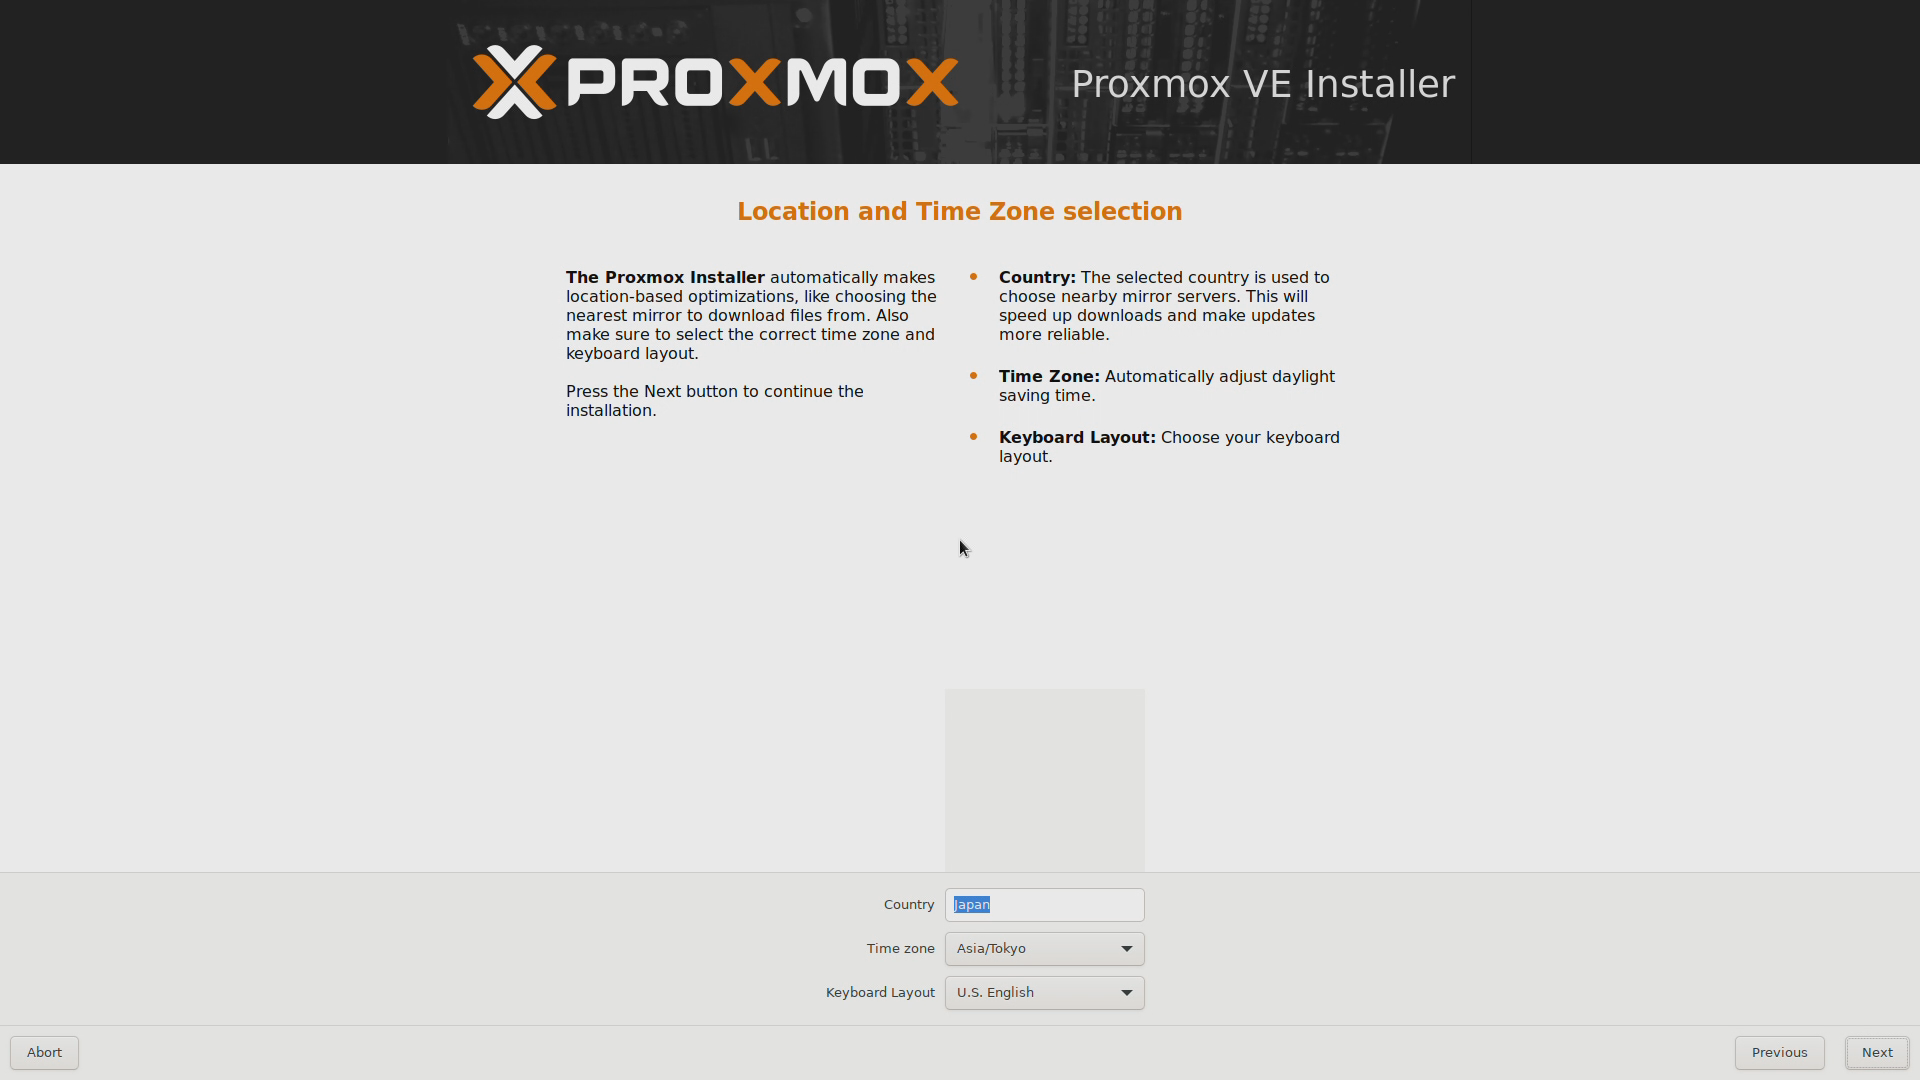 PROXMOX
Proxmox VE Installer
Location and Time Zone selection
The Proxmox Installer automatically makes
location-based optimizations, like choosing the
nearest mirror to download files from. Also
make sure to select the correct time zone and
keyboard layout.
Press the Next button to continue the
installation.
Country: The selected country is used to
choose nearby mirror servers. This will
speed up downloads and make updates
more reliable.
Time Zone: Automatically adjust daylight
saving time.
Keyboard Layout: Choose your keyboard
layout.
Country Japan
Time zone Asia/Tokyo
Keyboard Layout U.S. English
Abort Previous Next